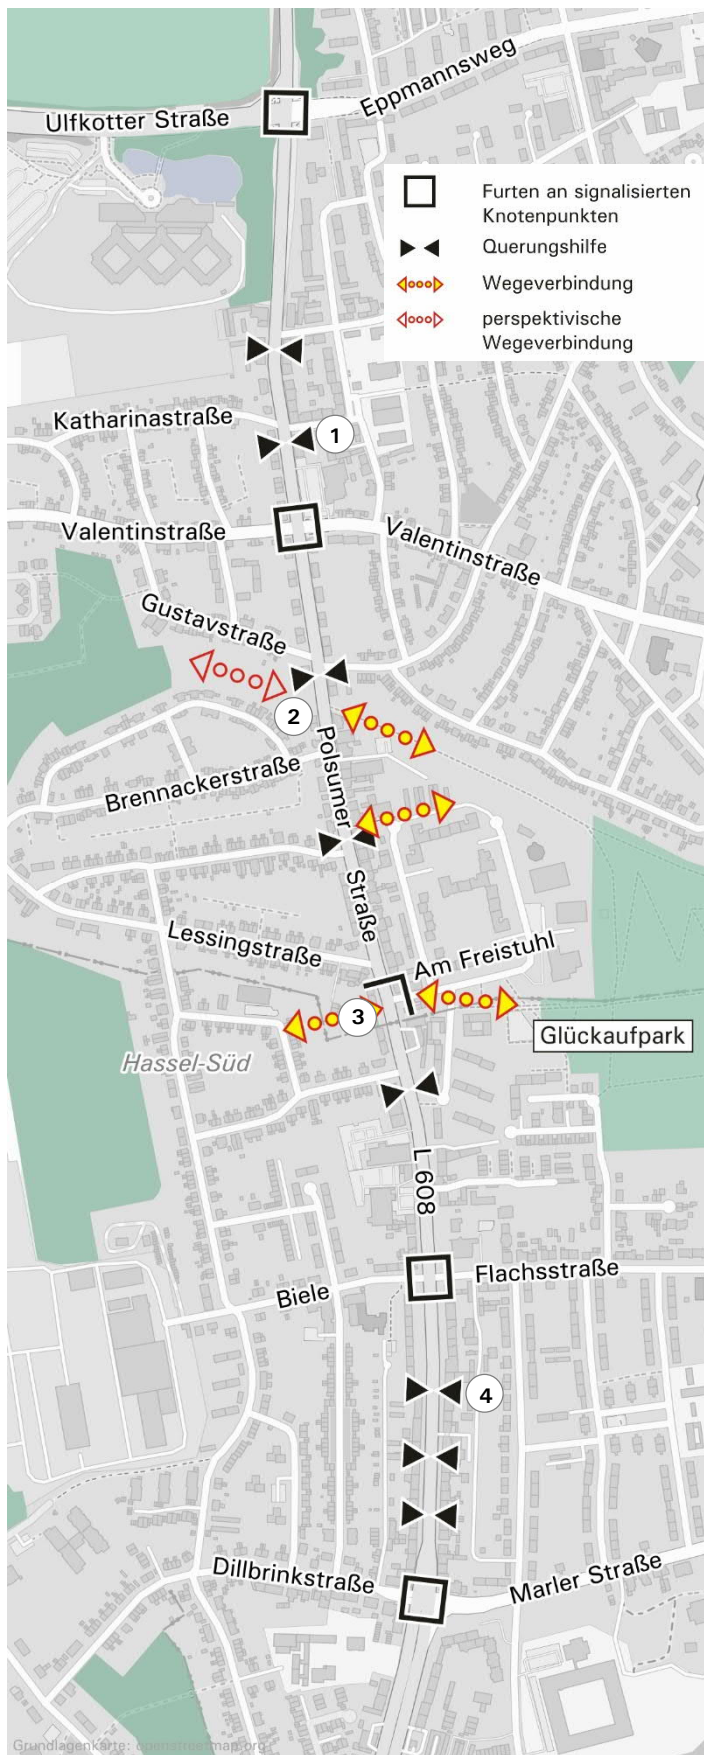 Ulfkotter Straße
Eppmannsweg
Furten an signalisierten
Knotenpunkten
Querungshilfe
Wegeverbindung
perspektivische
Wegeverbindung
Katharinastraße
1
Valentinstraße
Valentinstraße
Gustavstraße
2
Polsumer
Straße
Brennackerstraße
Lessingstraße
Am Freistuhl
3
Glückaufpark
Hassel-Süd
L 608
Flachsstraße
Biele
4
Dillbrinkstraße
Marler Straße
Grundlagenkarte: openstreetmap.org